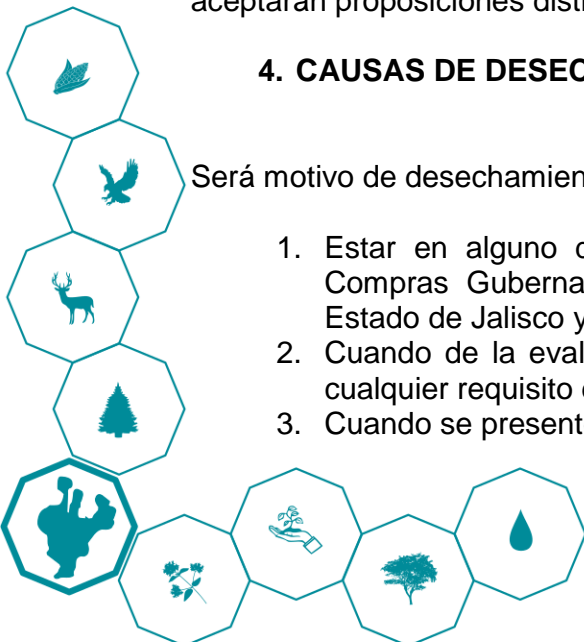 aceptarán proposiciones disti
4. CAUSAS DE DESEC
Será motivo de desechamien
1. Estar en alguno d
Compras Guberna
Estado de Jalisco y
2. Cuando de la eval
cualquier requisito
3. Cuando se present